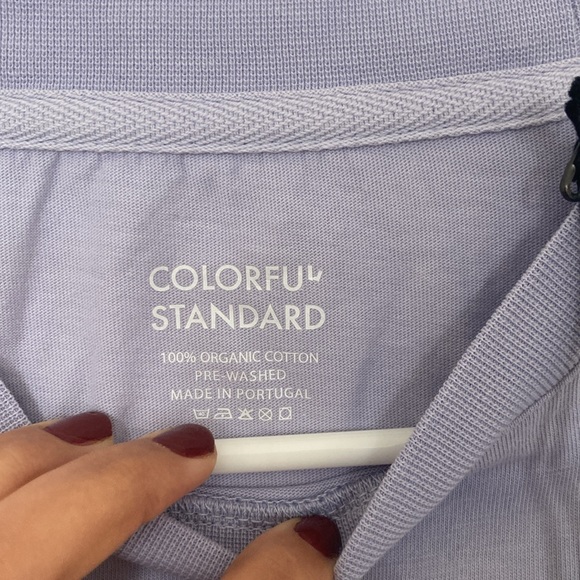 COLORFUL
STANDARD
100% ORGANIC COTTON
PRE-WASHED
MADE IN PORTUGAL